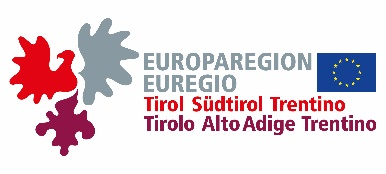 EUROPAREGION
EUREGIO
Tirol Südtirol Trentino
Tirolo Alto Adige Trentino